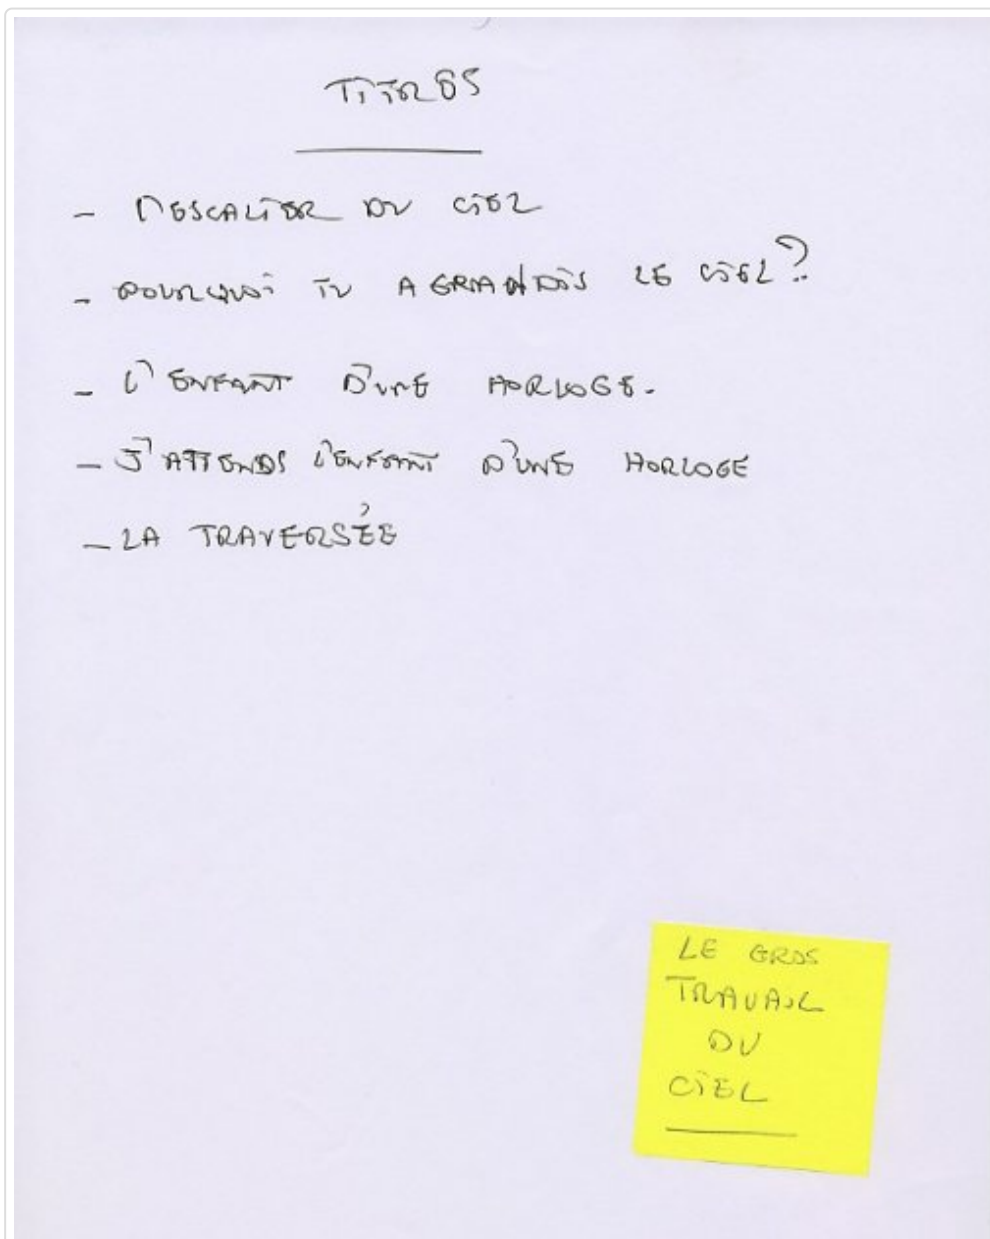 TITRES
- L'ESCALIER DU CIEL
- POURQUOI TU AGRANDIS LE CIEL ?
- L'ENFANT D'UNE HORLOGE.
- J'ATTENDS L'ENFANT D'UNE HORLOGE
- LA TRAVERSÉE
LE GROS
TRAVAIL
DU
CIEL